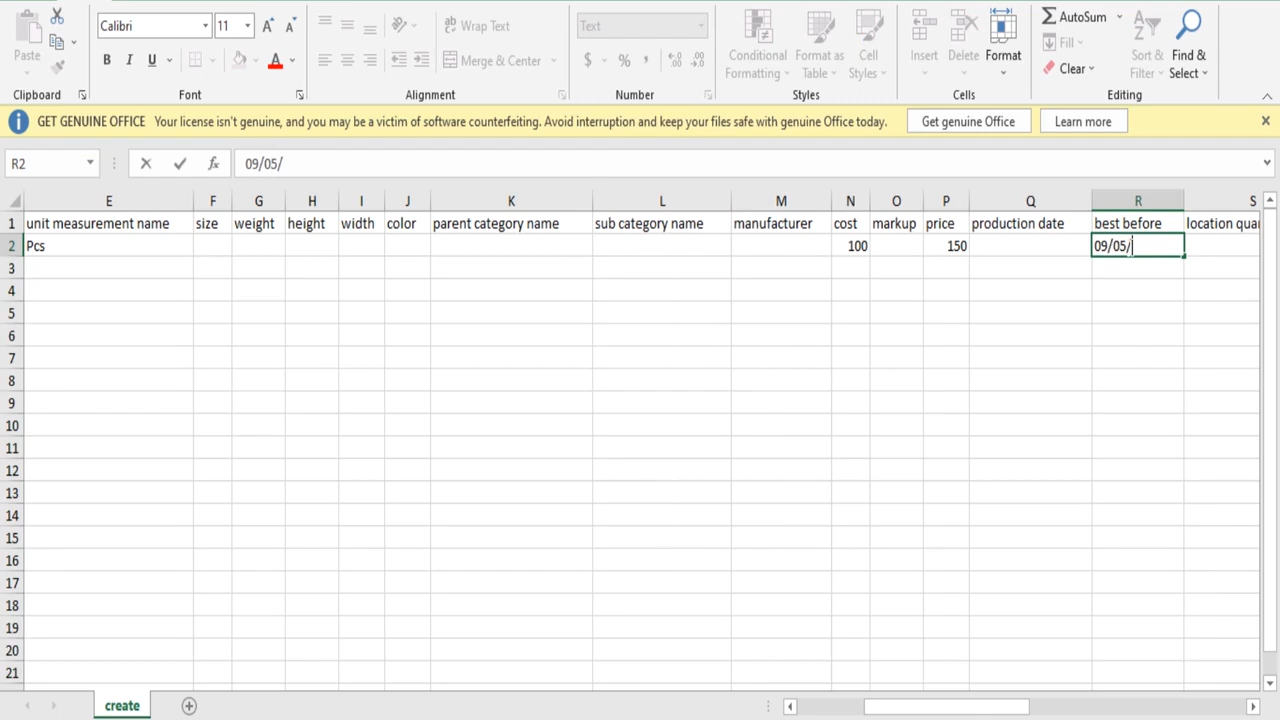 Calibri 11 Wrap Text Text AutoSum
Paste Fill
B I U Merge & Center $ % , Conditional Formatting Format as Table Cell Styles Insert Delete Format Clear Sort & Filter Find & Select
Clipboard Font Alignment Number Styles Cells Editing
GET GENUINE OFFICE Your license isn't genuine, and you may be a victim of software counterfeiting. Avoid interruption and keep your files safe with genuine Office today. Get genuine Office Learn more
R2 fx 09/05/
E F G H I J K L M N O P Q R S
1 unit measurement name size weight height width color parent category name sub category name manufacturer cost markup price production date best before location qua
2 Pcs 100 150 09/05/
3
4
5
6
7
8
9
10
11
12
13
14
15
16
17
18
19
20
21
create